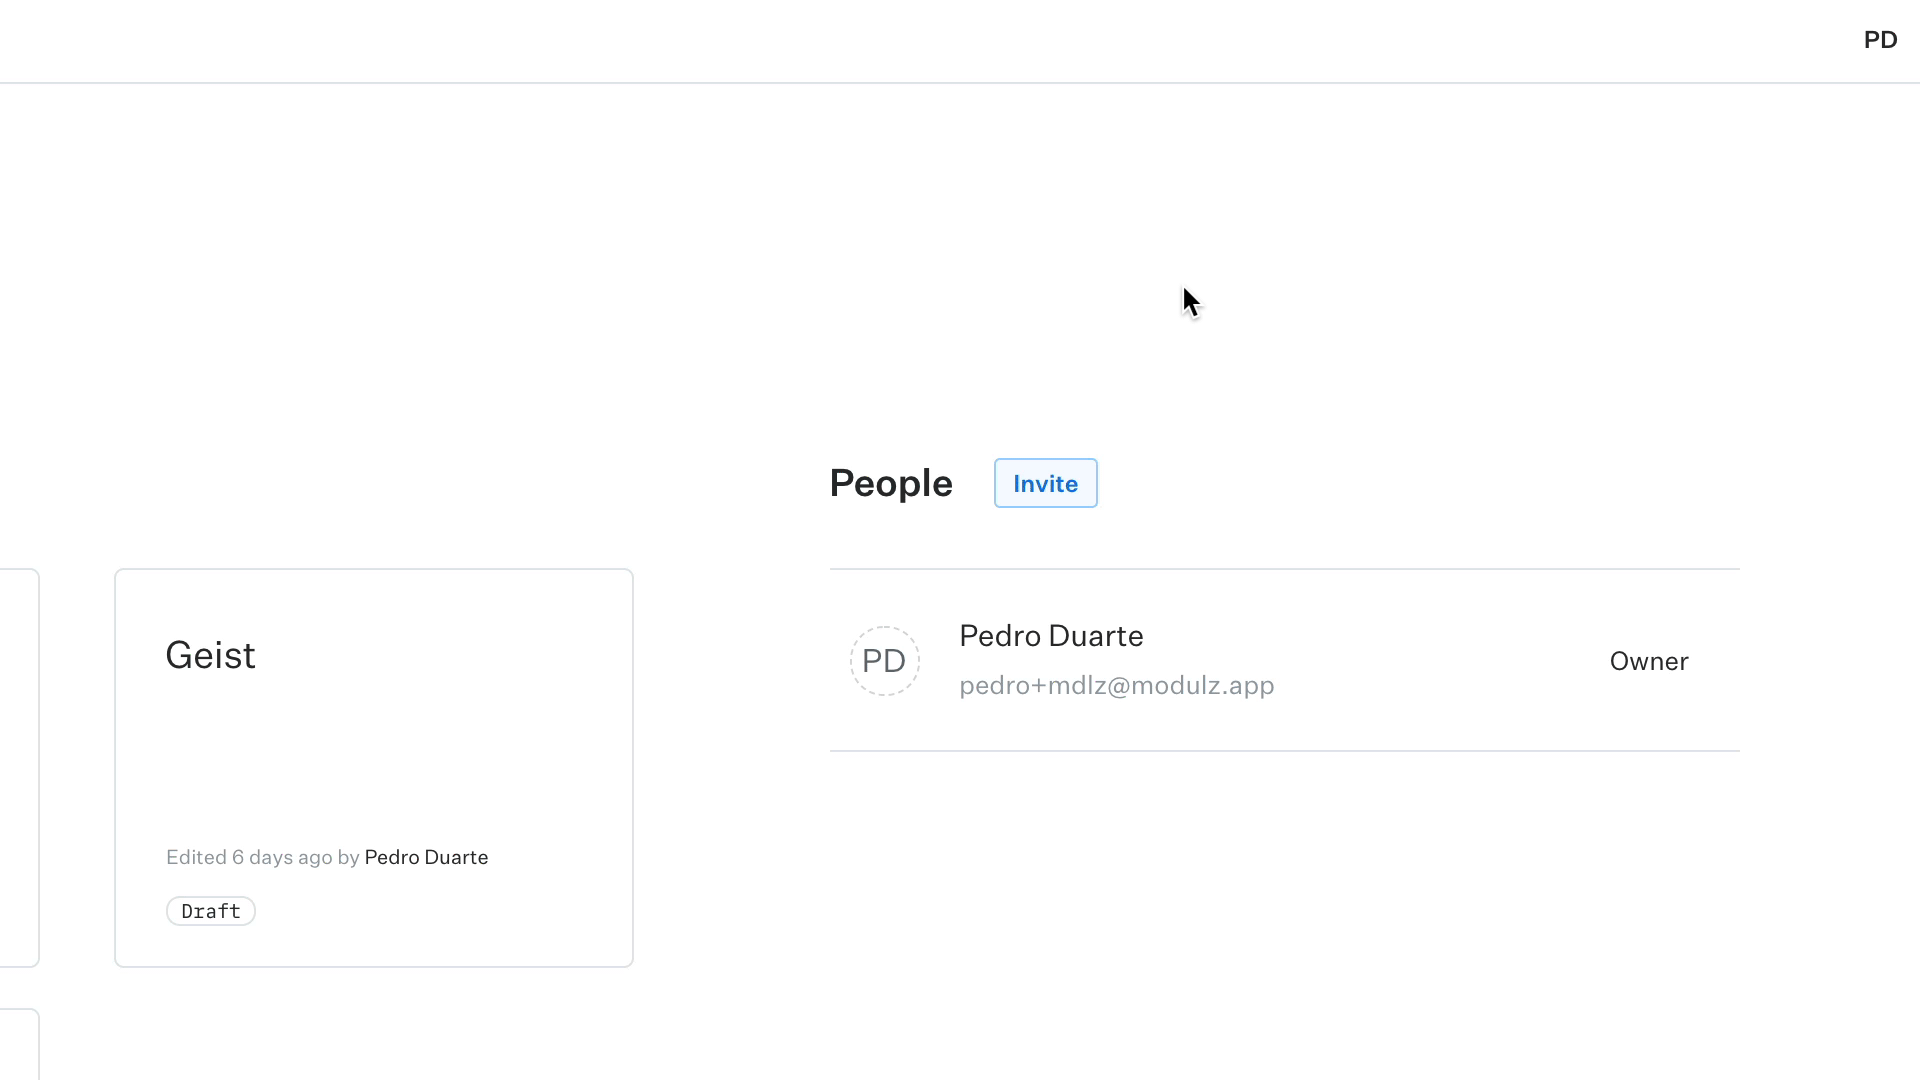 PD
People
Invite
Geist
Edited 6 days ago by Pedro Duarte
Draft
PD
Pedro Duarte
pedro+mdlz@modulz.app
Owner